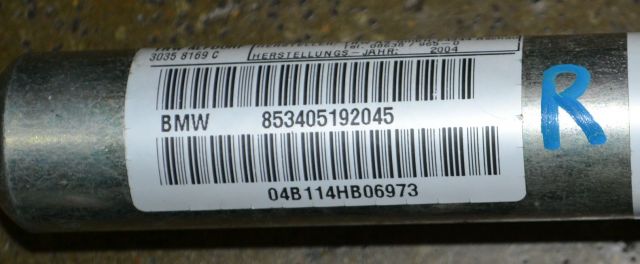 3035 8169 C
HERSTELLUNGS-JAHR: 2004
BMW 853405192045
04B114HB06973
R